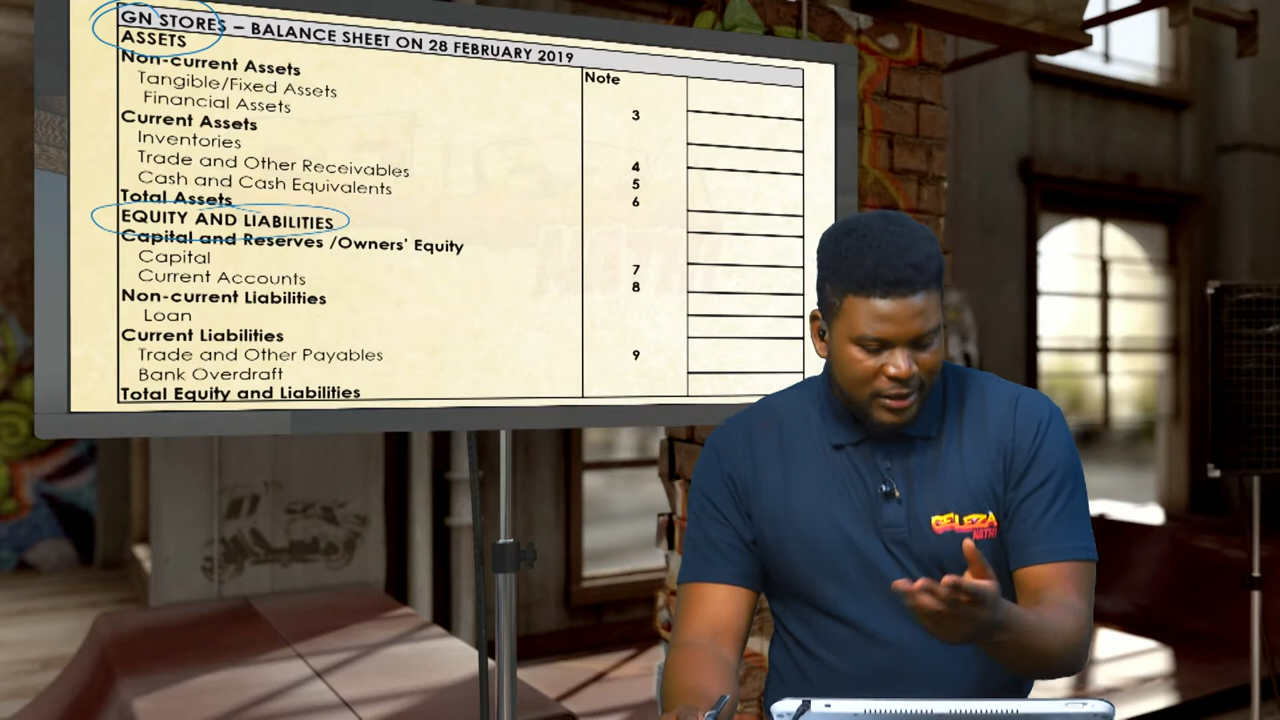 GN STORES – BALANCE SHEET ON 28 FEBRUARY 2019
ASSETS
Note
Non-current Assets
Tangible/Fixed Assets
3
Financial Assets
Current Assets
Inventories
4
Trade and Other Receivables
5
Cash and Cash Equivalents
6
Total Assets
EQUITY AND LIABILITIES
Capital and Reserves /Owners' Equity
Capital
7
Current Accounts
8
Non-current Liabilities
Loan
Current Liabilities
Trade and Other Payables
9
Bank Overdraft
Total Equity and Liabilities
GELEZA
NATHI